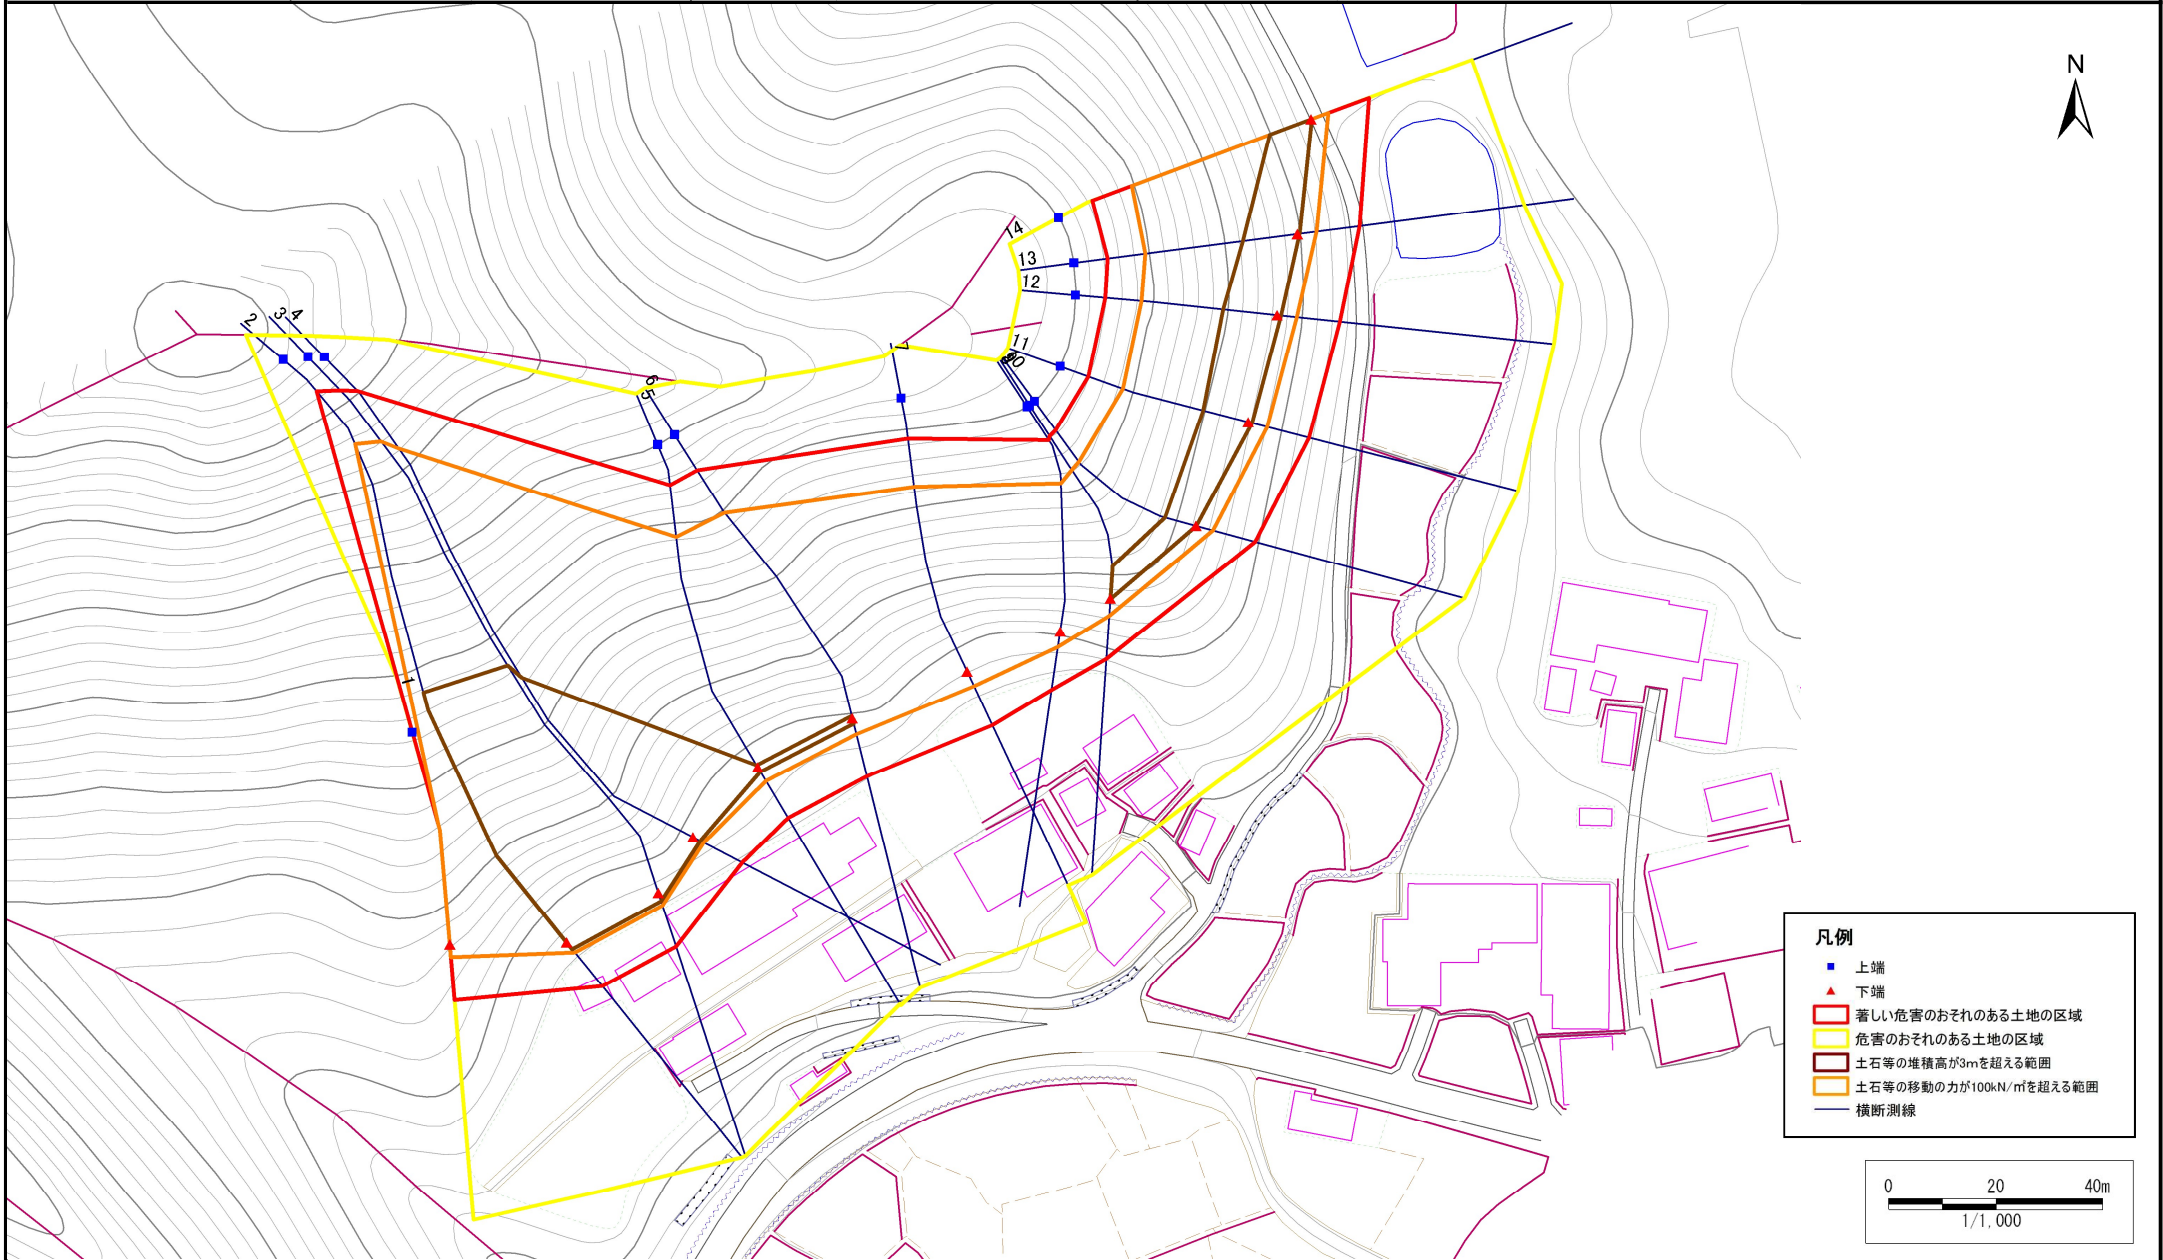 N
14
13
12
2
3
4
11
7
6
5
1
凡例
上端
下端
著しい危害のおそれのある土地の区域
危害のおそれのある土地の区域
土石等の堆積高が3mを超える範囲
土石等の移動の力が100kN/㎡を超える範囲
横断測線
0 20 40m
1/1,000